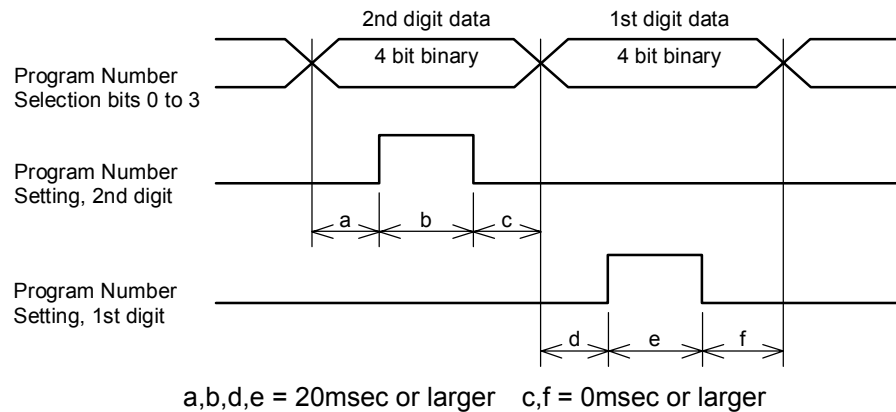 2nd digit data
1st digit data
4 bit binary
4 bit binary
Program Number
Selection bits 0 to 3
Program Number
Setting, 2nd digit
a
b
c
Program Number
Setting, 1st digit
d
e
f
a,b,d,e = 20msec or larger c,f = 0msec or larger